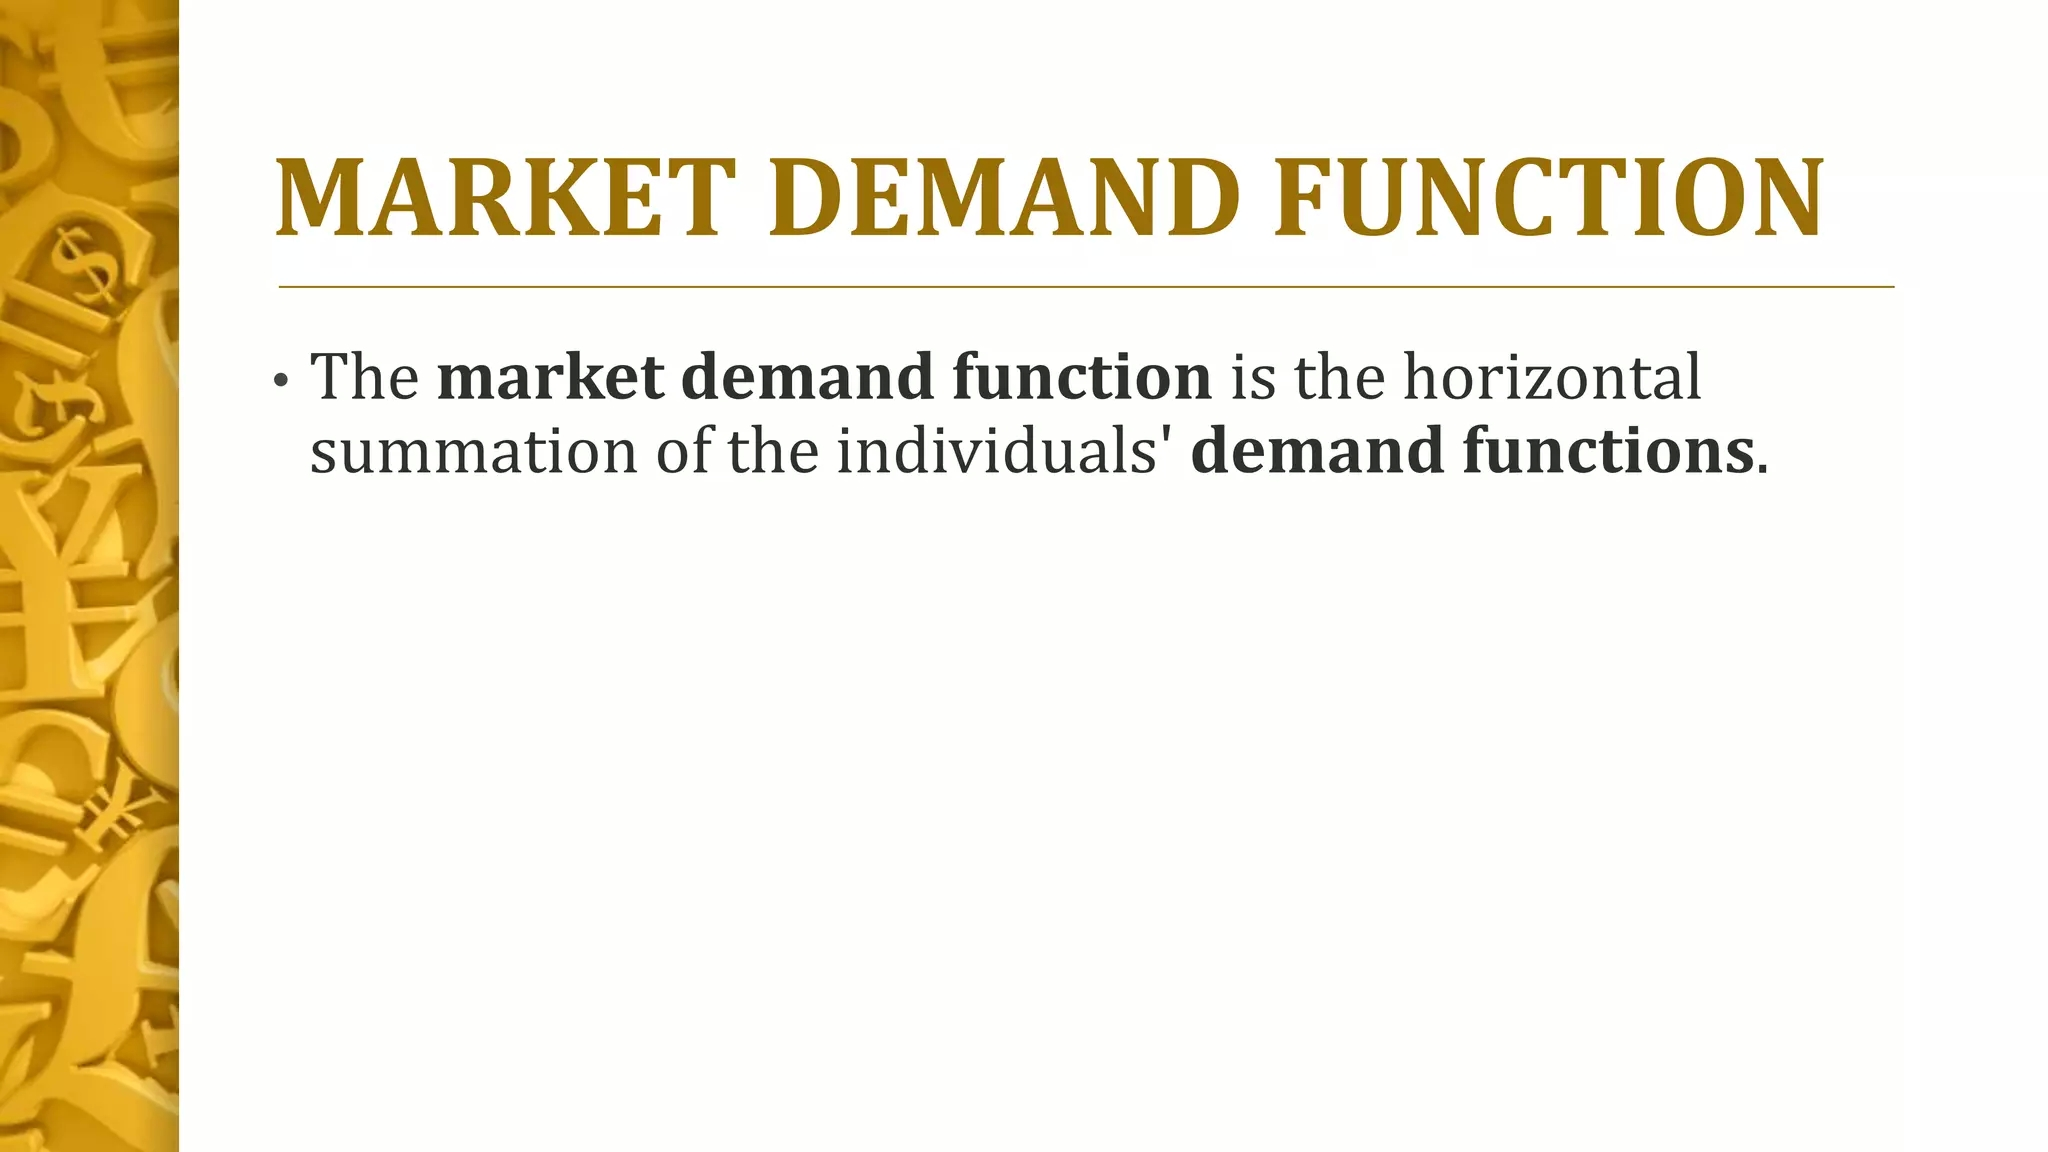 MARKET DEMAND FUNCTION
• The market demand function is the horizontal
summation of the individuals' demand functions.